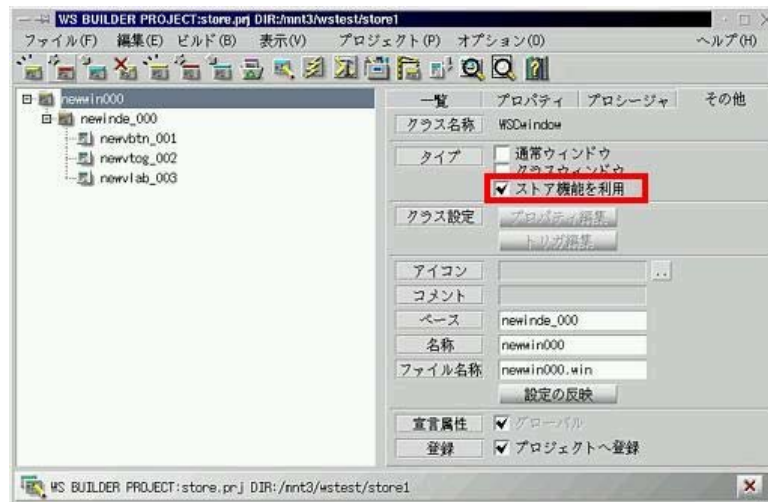 WS BUILDER PROJECT:store.prj DIR:/mnt3/wstest/store1
ファイル(F) 編集(E) ビルド(B) 表示(V) プロジェクト(P) オプション(O) ヘルプ(H)
newwin000
newinde_000
newvbtn_001
newvtog_002
newvlab_003
一覧 プロパティ プロシージャ その他
クラス名称 WSCwindow
タイプ 通常ウィンドウ
クラスウィンドウ
ストア機能を利用
クラス設定 プロパティ編集
トリガ編集
アイコン ..
コメント
ベース newinde_000
名称 newwin000
ファイル名称 newwin000.win
設定の反映
宣言属性 グローバル
登録 プロジェクトへ登録
WS BUILDER PROJECT:store.prj DIR:/mnt3/wstest/store1